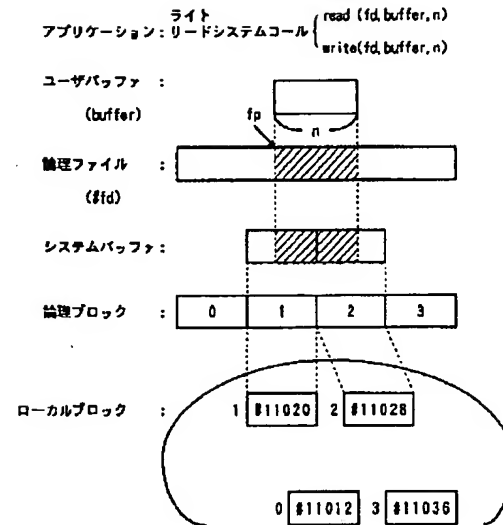 ライト read (fd,buffer,n)
アプリケーション：リードシステムコール
write(fd,buffer,n)
ユーザバッファ ：
(buffer) fp
n
論理ファイル ：
(#fd)
システムバッファ：
論理ブロック ： 0 1 2 3
ローカルブロック ： 1 #11020 2 #11028
0 #11012 3 #11036